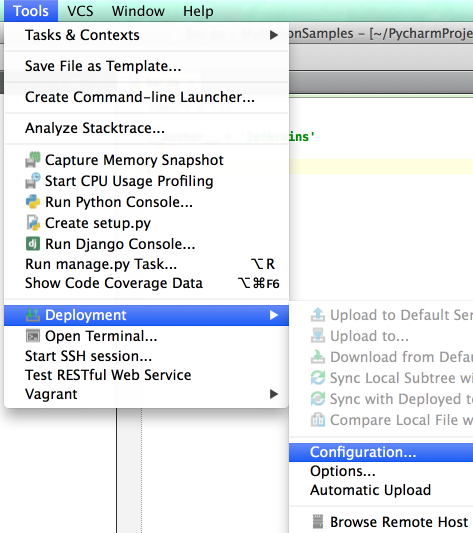 Tools VCS Window Help
Samples - [~/PycharmProje
Tasks & Contexts
Save File as Template...
Create Command-line Launcher...
Analyze Stacktrace...
ins'
Capture Memory Snapshot
Start CPU Usage Profiling
Run Python Console...
Create setup.py
Run Django Console...
Run manage.py Task... ⌥R
Show Code Coverage Data ⌥⌘F6
Deployment
Upload to Default Ser
Open Terminal...
Upload to...
Start SSH session...
Download from Defau
Test RESTful Web Service
Sync Local Subtree wi
Vagrant
Sync with Deployed to
Compare Local File w
Configuration...
Options...
Automatic Upload
Browse Remote Host